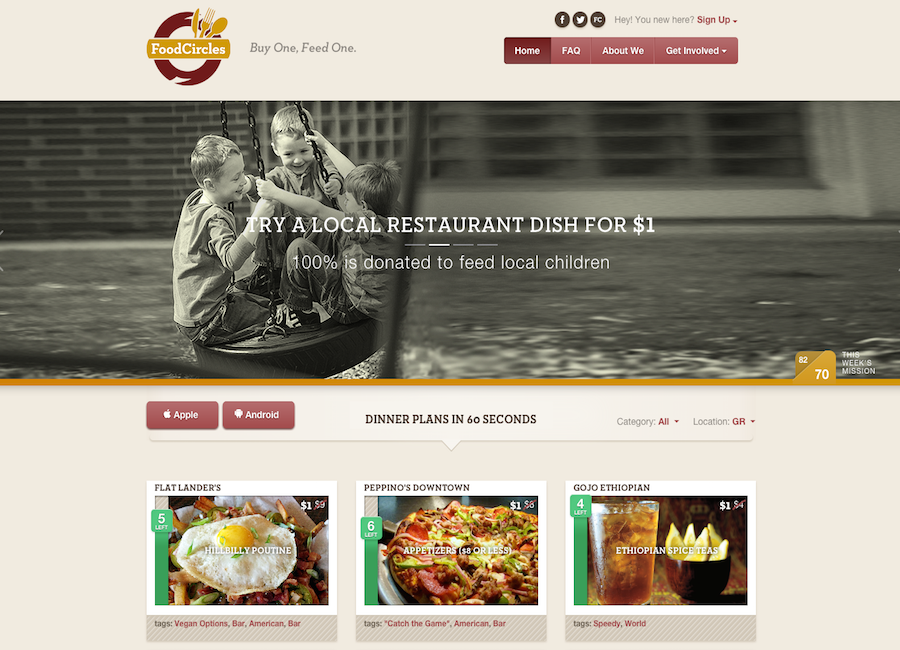 FoodCircles
Buy One, Feed One.
f
FC
Hey! You new here? Sign Up
Home
FAQ
About We
Get Involved
TRY A LOCAL RESTAURANT DISH FOR $1
100% is donated to feed local children
82
70
THIS
WEEK'S
MISSION
Apple
Android
DINNER PLANS IN 60 SECONDS
Category: All
Location: GR
FLAT LANDER'S
$1 $9
5
LEFT
HILLBILLY POUTINE
tags: Vegan Options, Bar, American, Bar
PEPPINO'S DOWNTOWN
$1 $8
6
LEFT
APPETIZERS ($8 OR LESS)
tags: "Catch the Game", American, Bar
GOJO ETHIOPIAN
$1 $4
4
LEFT
ETHIOPIAN SPICE TEAS
tags: Speedy, World